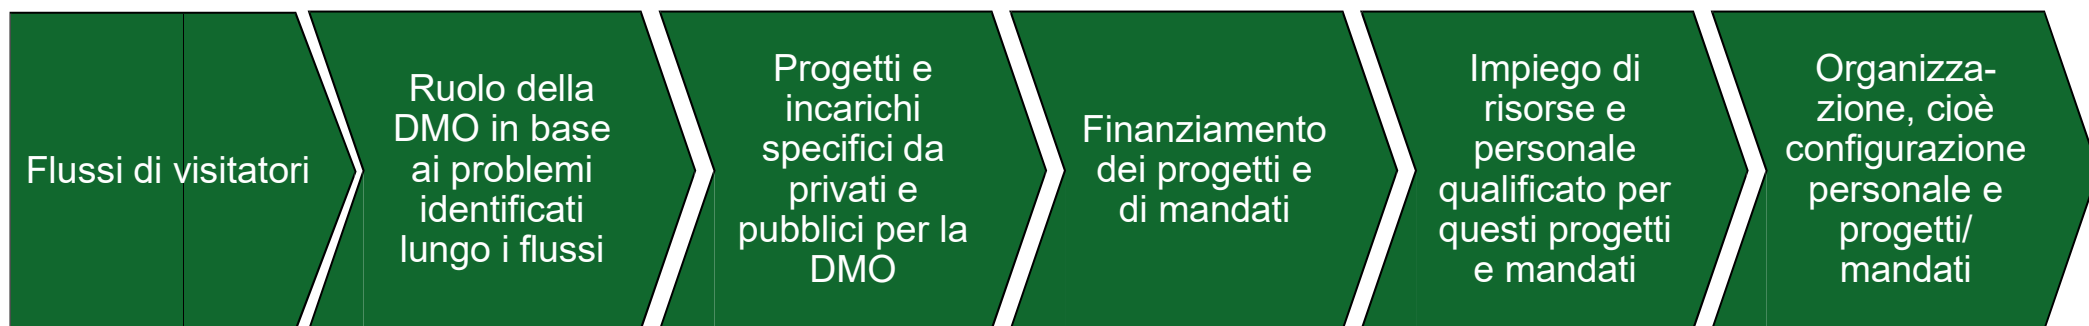 Flussi di visitatori
Ruolo della
DMO in base
ai problemi
identificati
lungo i flussi
Progetti e
incarichi
specifici da
privati e
pubblici per la
DMO
Finanziamento
dei progetti e
di mandati
Impiego di
risorse e
personale
qualificato per
questi progetti
e mandati
Organizza-
zione, cioè
configurazione
personale e
progetti/
mandati